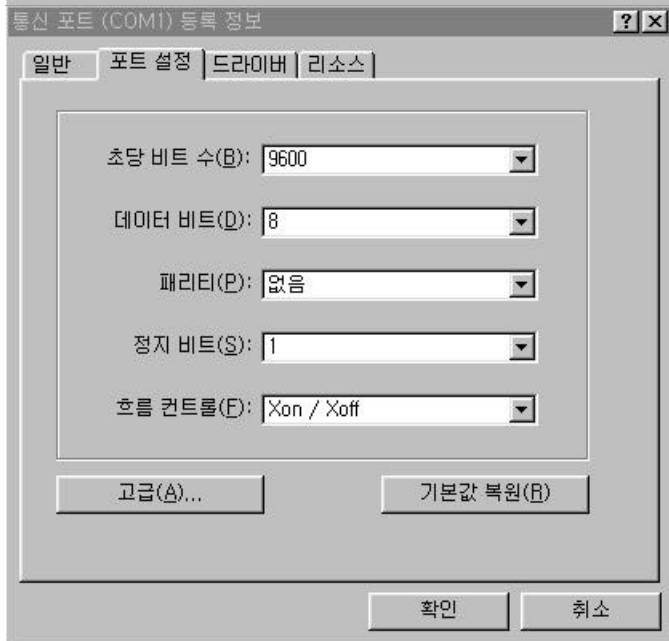 통신 포트 (COM1) 등록 정보
일반 포트 설정 드라이버 리소스
초당 비트 수(B): 9600
데이터 비트(D): 8
패리티(P): 없음
정지 비트(S): 1
흐름 컨트롤(F): Xon / Xoff
고급(A)... 기본값 복원(R)
확인 취소